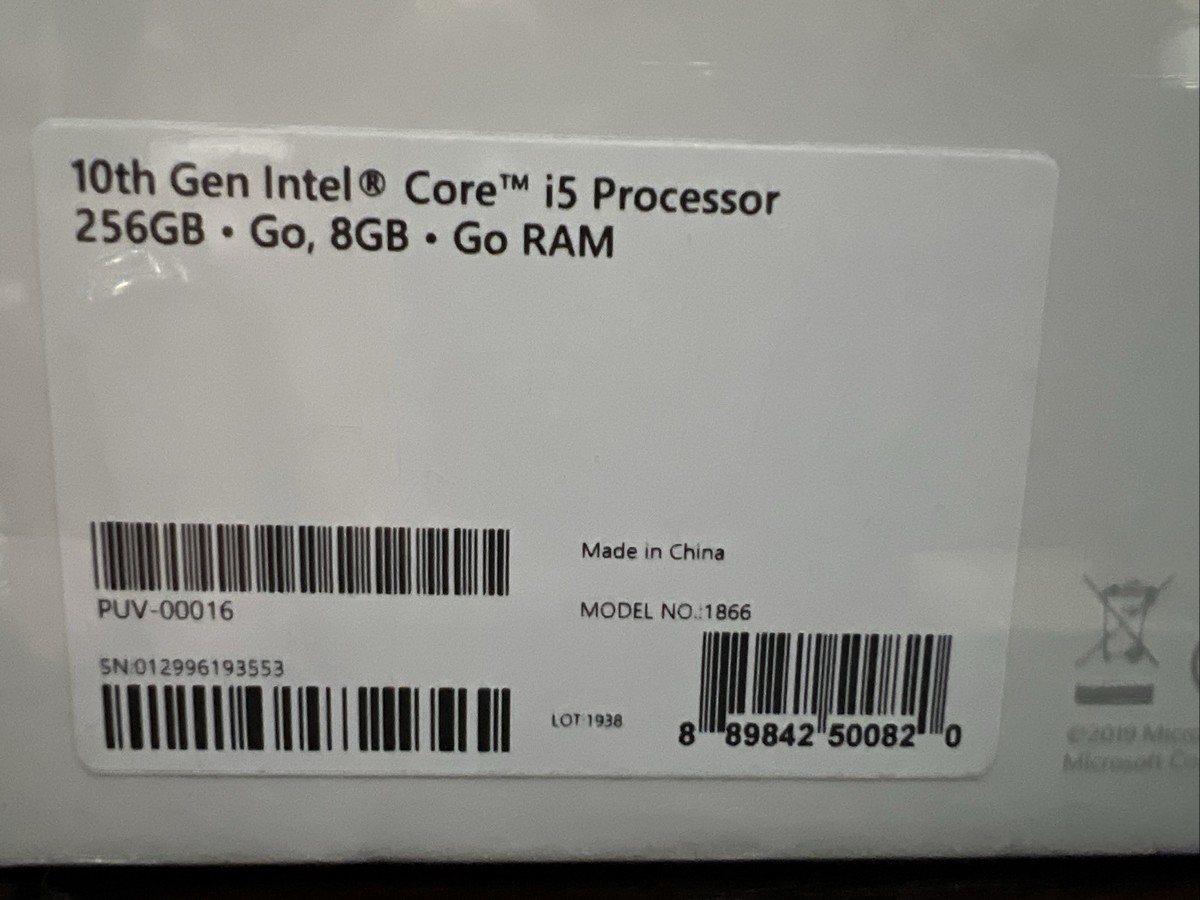 10th Gen Intel® Core™ i5 Processor
256GB • Go, 8GB • Go RAM
Made in China
PUV-00016
MODEL NO.:1866
SN:012996193553
LOT 1938
8 89842 50082 0
©2019 Micro
Microsoft Co